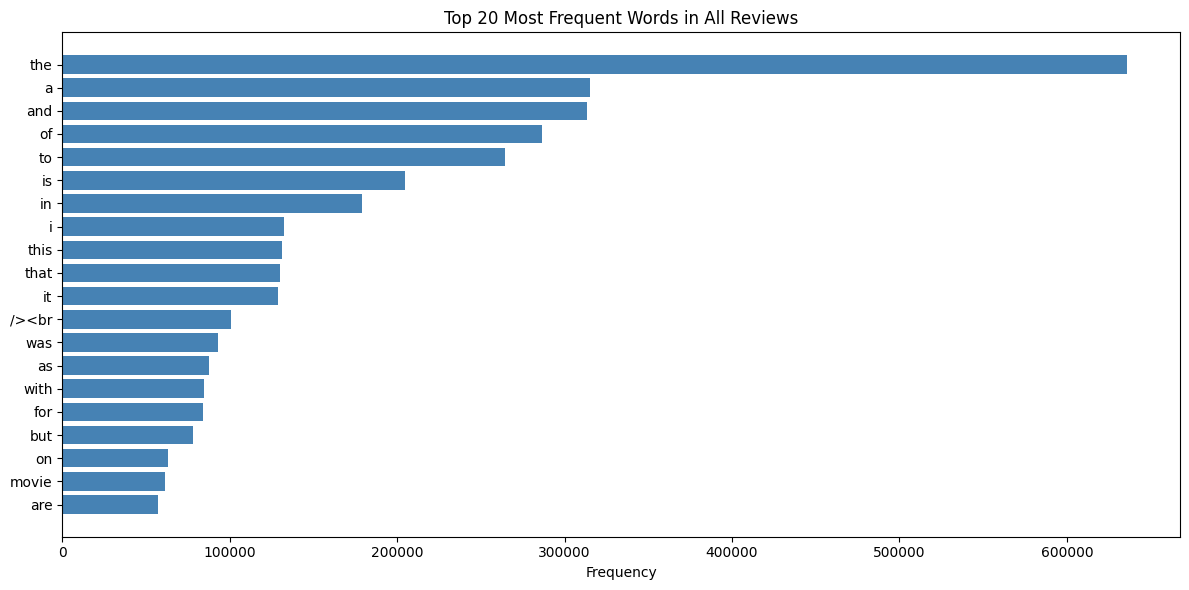 Top 20 Most Frequent Words in All Reviews
the
a
and
of
to
is
in
i
this
that
it
/><br
was
as
with
for
but
on
movie
are
0 100000 200000 300000 400000 500000 600000
Frequency